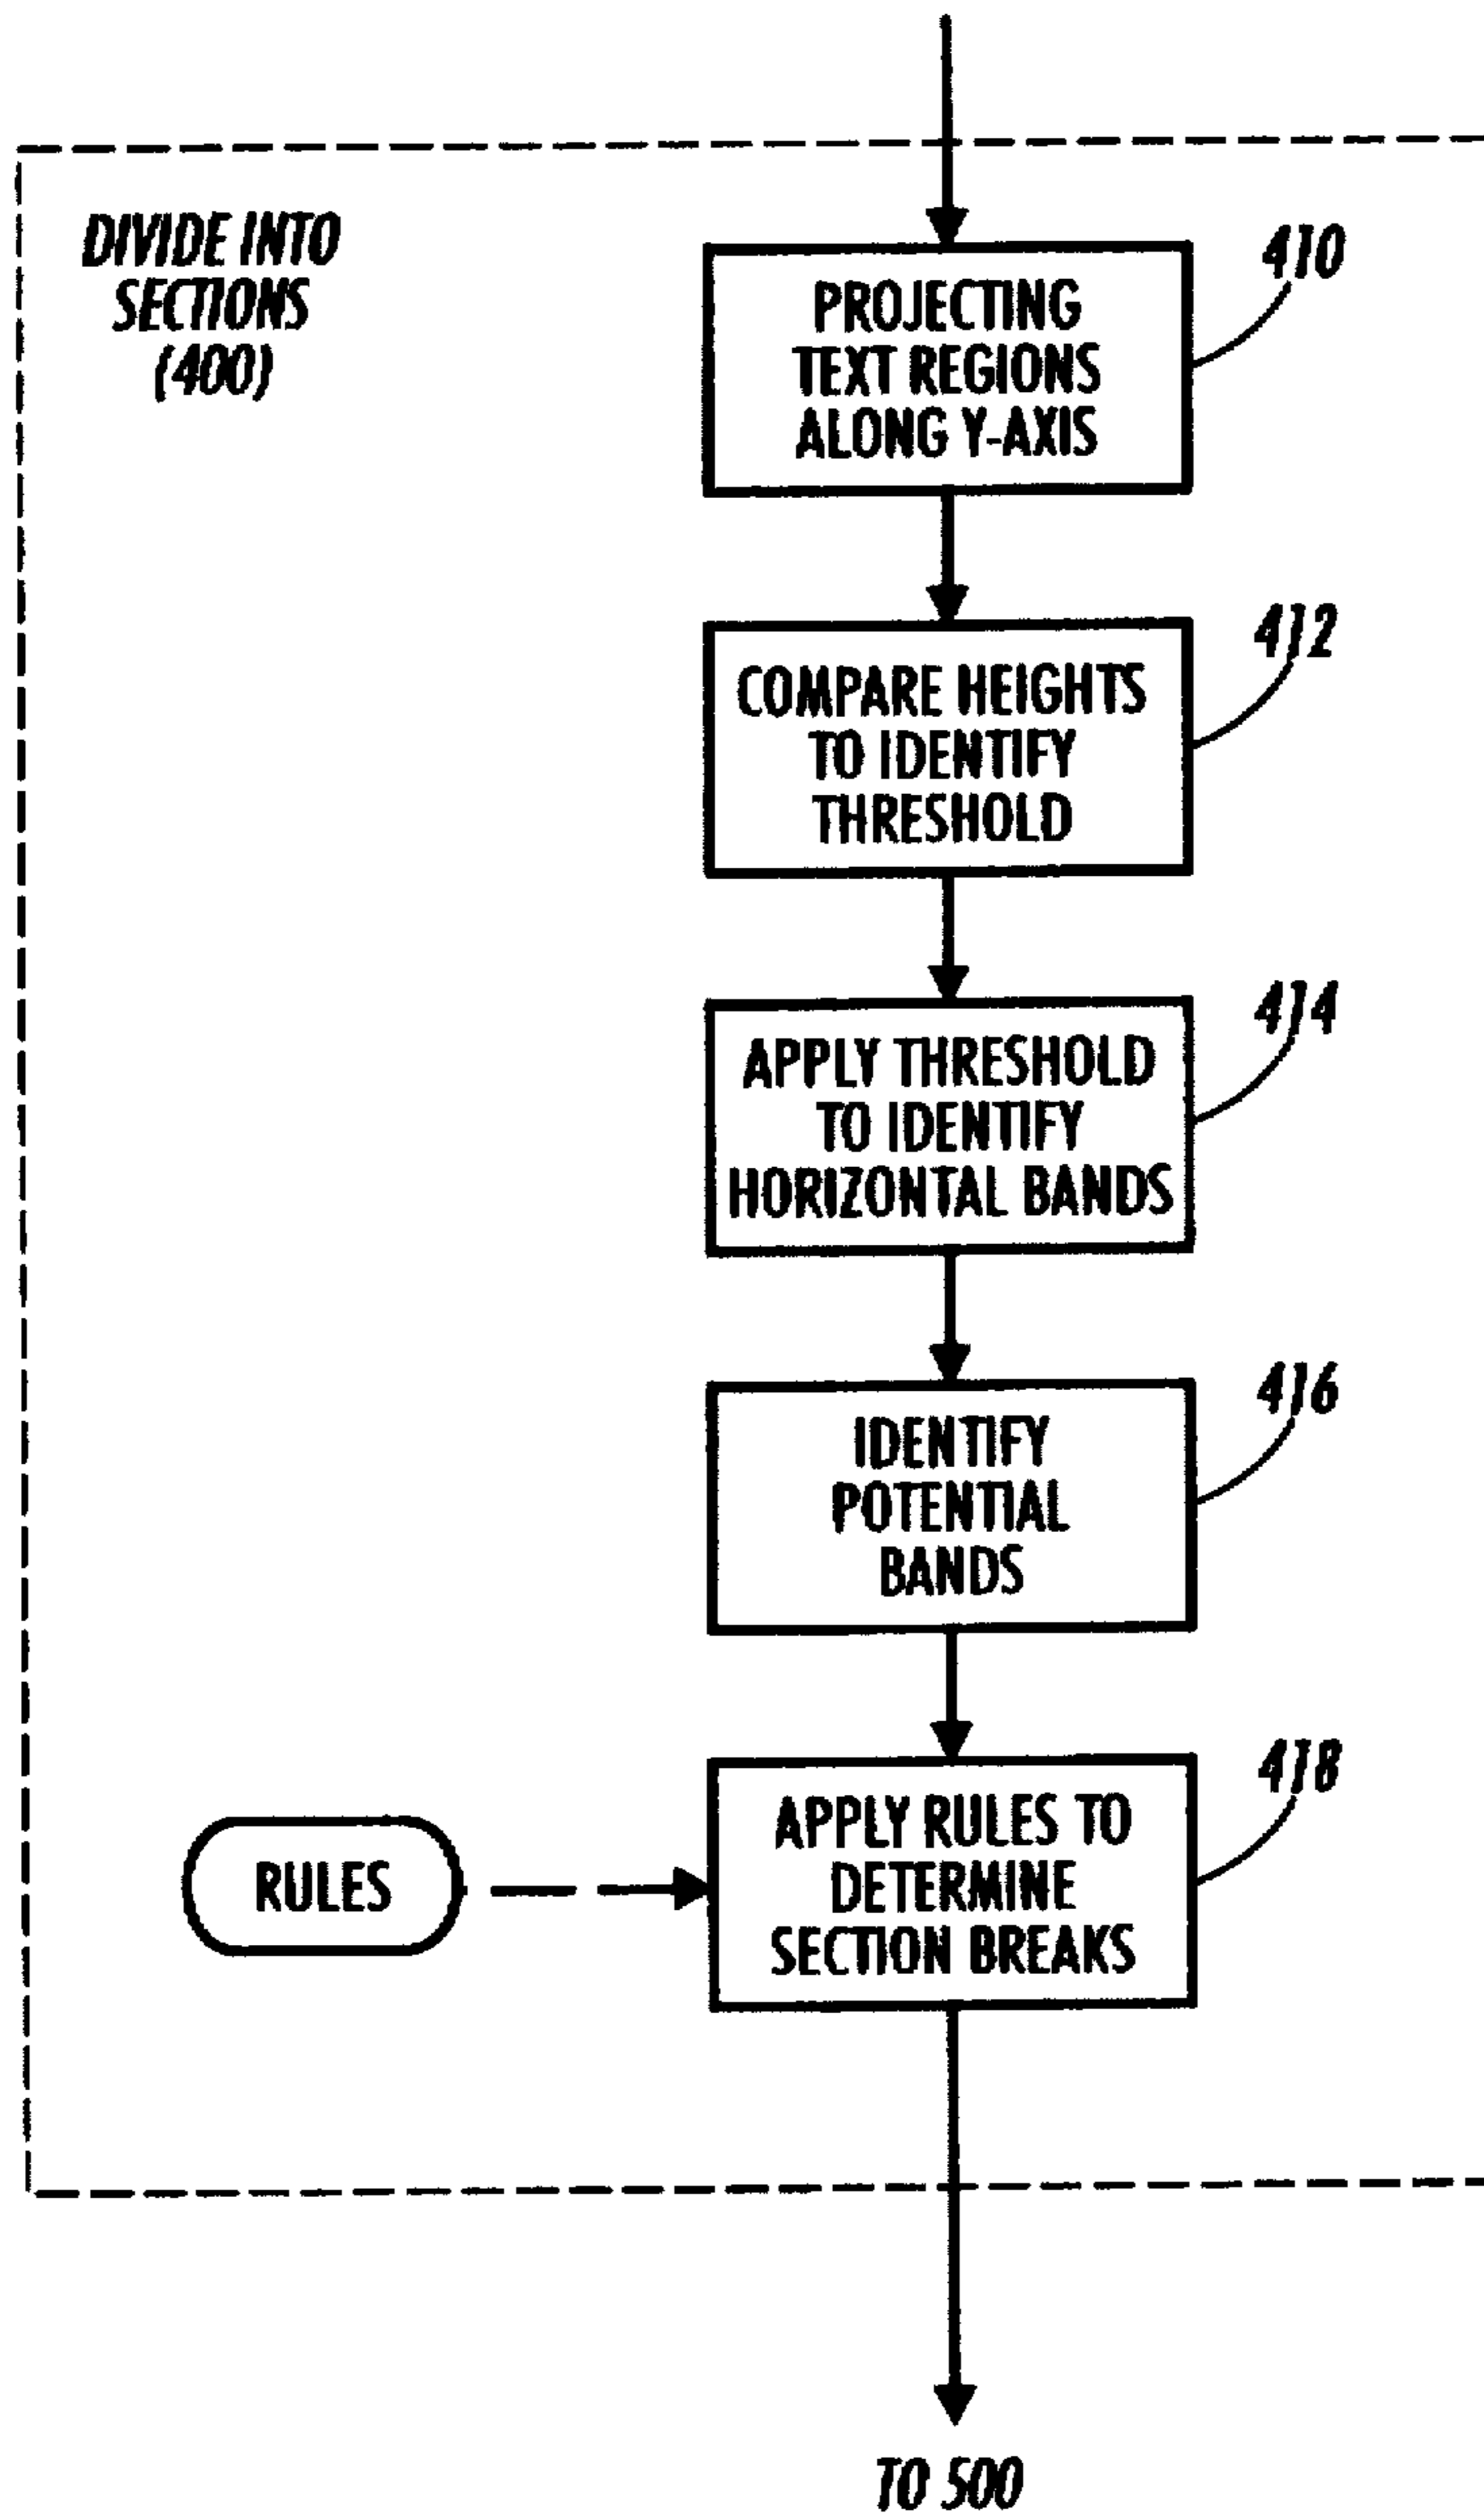 DIVIDE INTO
SECTIONS
(400)
410
PROJECTING
TEXT REGIONS
ALONG Y-AXIS
412
COMPARE HEIGHTS
TO IDENTIFY
THRESHOLD
414
APPLY THRESHOLD
TO IDENTIFY
HORIZONTAL BANDS
416
IDENTIFY
POTENTIAL
BANDS
418
APPLY RULES TO
DETERMINE
SECTION BREAKS
RULES
TO 500